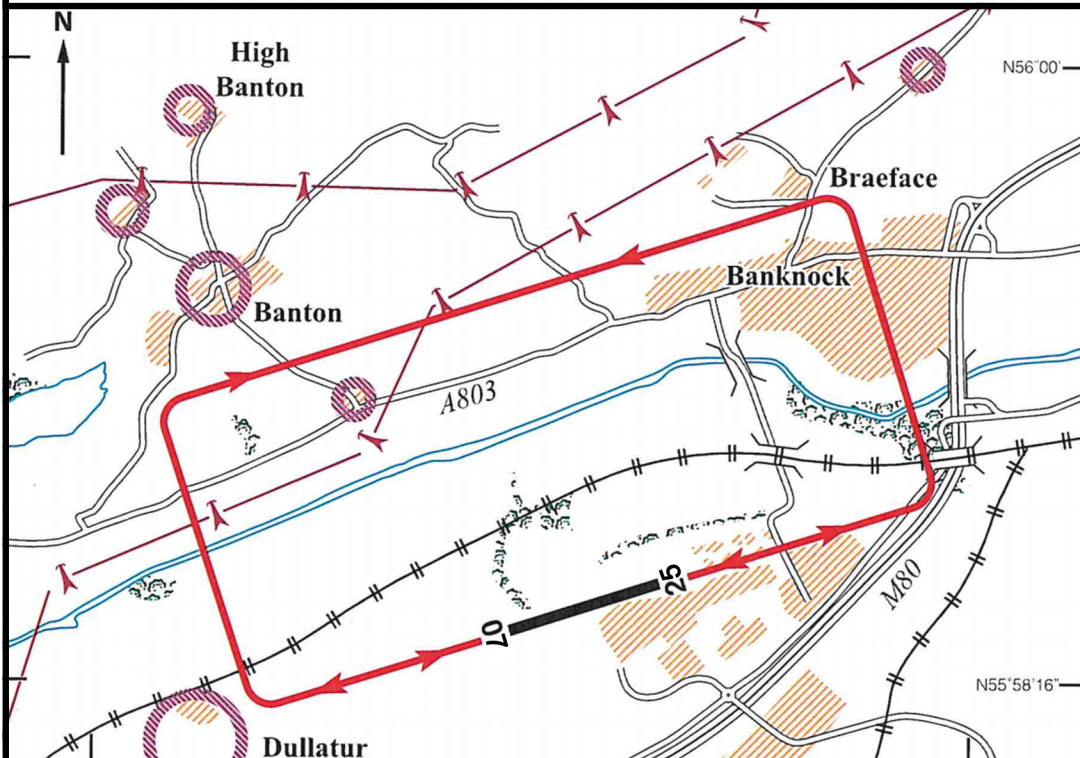 N
High
Banton
N56°00'
Braeface
Banknock
Banton
A803
25
07
M80
N55°58'16"
Dullatur